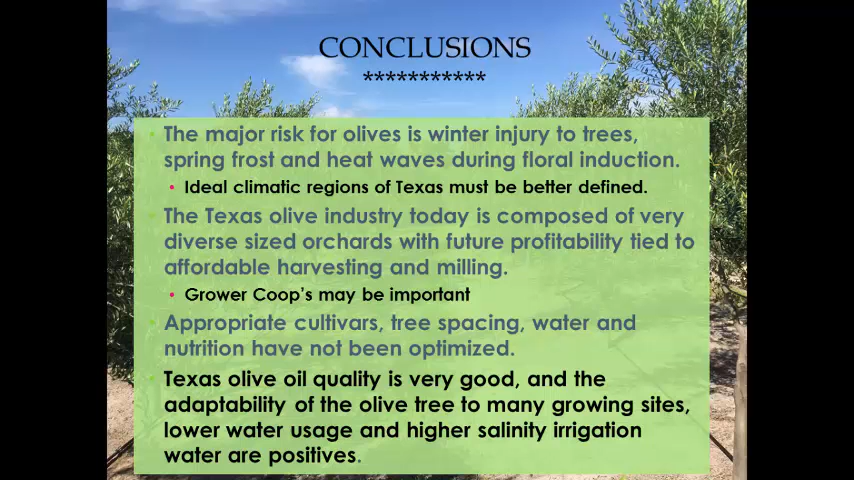 CONCLUSIONS
***********
The major risk for olives is winter injury to trees,
spring frost and heat waves during floral induction.
• Ideal climatic regions of Texas must be better defined.
The Texas olive industry today is composed of very
diverse sized orchards with future profitability tied to
affordable harvesting and milling.
• Grower Coop's may be important
Appropriate cultivars, tree spacing, water and
nutrition have not been optimized.
Texas olive oil quality is very good, and the
adaptability of the olive tree to many growing sites,
lower water usage and higher salinity irrigation
water are positives.